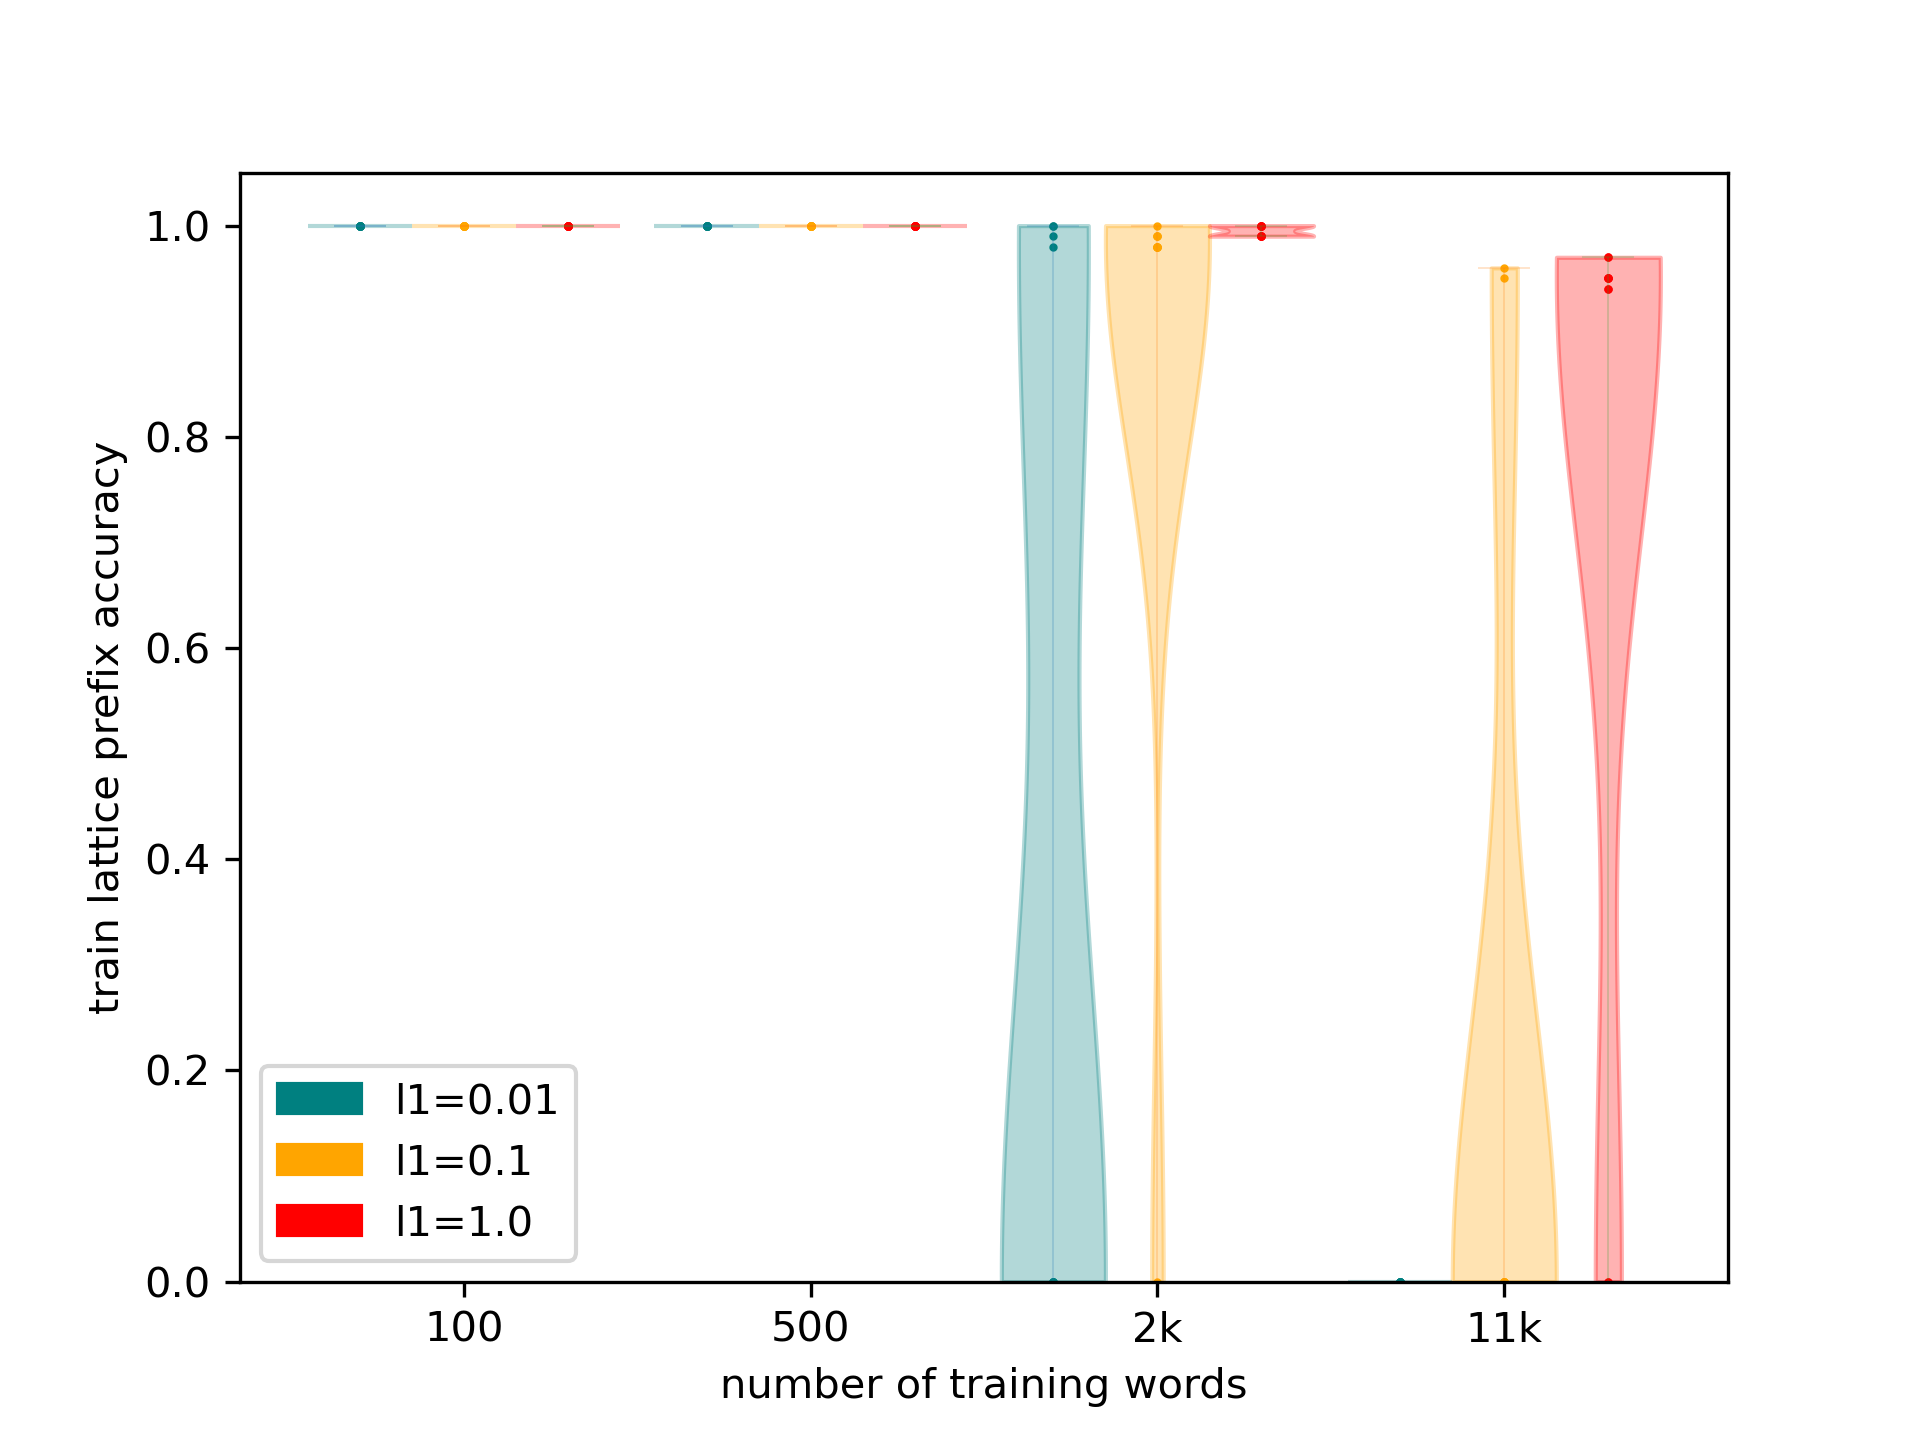 1.0
0.8
0.6
0.4
0.2
0.0
train lattice prefix accuracy
l1=0.01
l1=0.1
l1=1.0
100 500 2k 11k
number of training words